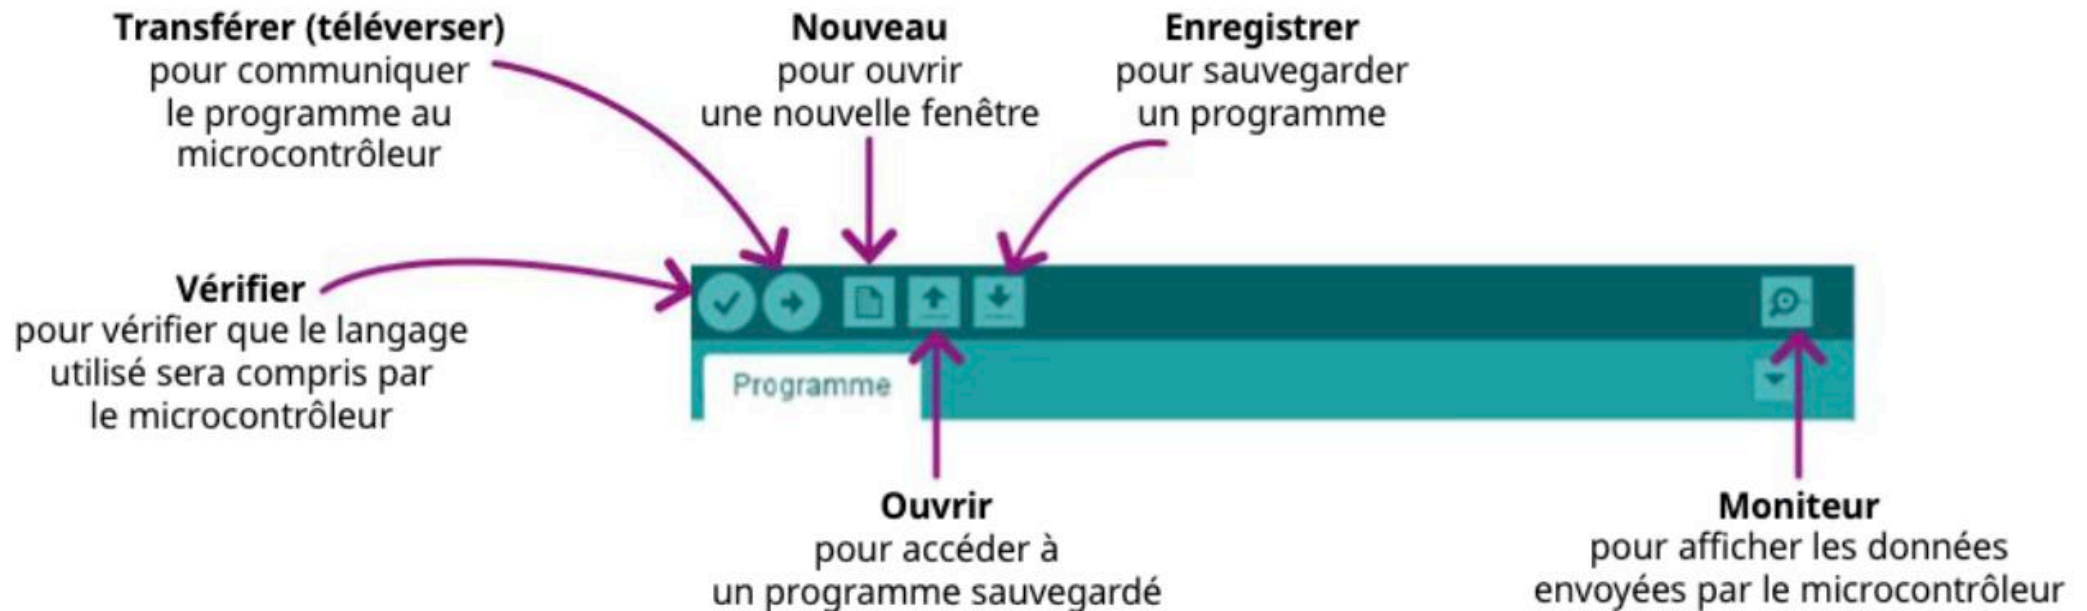 Transférer (téléverser)
pour communiquer
le programme au
microcontrôleur
Nouveau
pour ouvrir
une nouvelle fenêtre
Enregistrer
pour sauvegarder
un programme
Vérifier
pour vérifier que le langage
utilisé sera compris par
le microcontrôleur
Programme
Ouvrir
pour accéder à
un programme sauvegardé
Moniteur
pour afficher les données
envoyées par le microcontrôleur